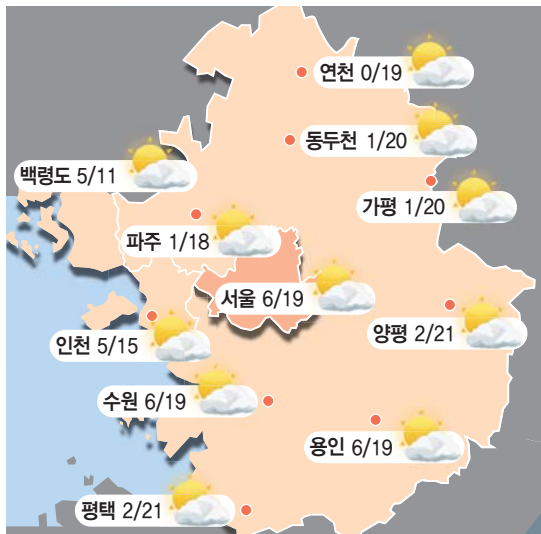 연천 0/19
동두천 1/20
백령도 5/11
가평 1/20
파주 1/18
서울 6/19
양평 2/21
인천 5/15
수원 6/19
용인 6/19
평택 2/21